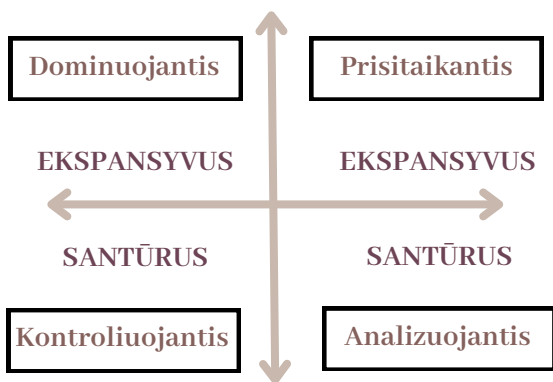 Dominuojantis
Prisitaikantis
EKSPANSYVUS
EKSPANSYVUS
SANTŪRUS
SANTŪRUS
Kontroliuojantis
Analizuojantis